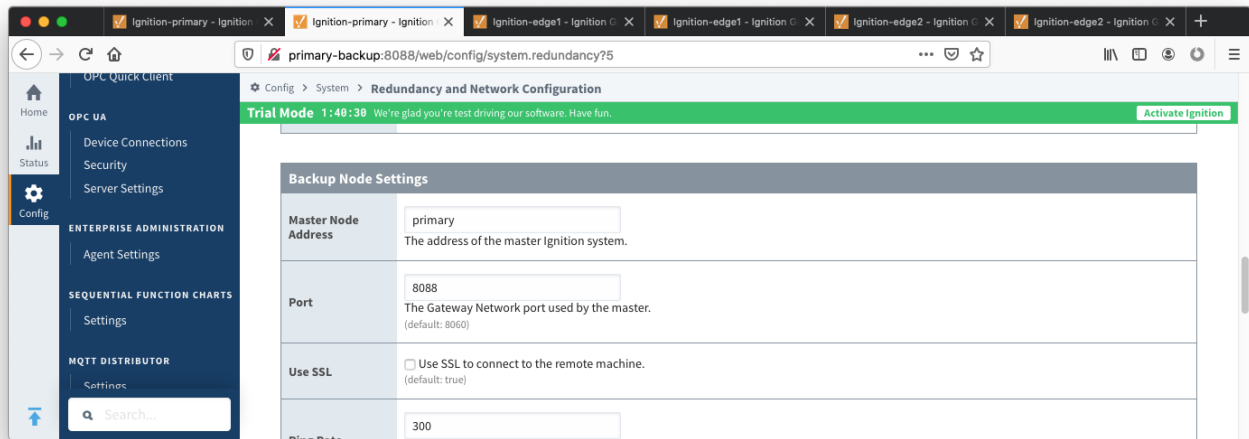 Ignition-primary - Ignition
Ignition-primary - Ignition
Ignition-edge1 - Ignition G
Ignition-edge1 - Ignition G
Ignition-edge2 - Ignition G
Ignition-edge2 - Ignition G
primary-backup:8088/web/config/system.redundancy?5
Home
Status
Config
OPC Quick Client
OPC UA
Device Connections
Security
Server Settings
ENTERPRISE ADMINISTRATION
Agent Settings
SEQUENTIAL FUNCTION CHARTS
Settings
MQTT DISTRIBUTOR
Settings
Search...
Config > System > Redundancy and Network Configuration
Trial Mode 1:40:30 We're glad you're test driving our software. Have fun.
Activate Ignition
Backup Node Settings
Master Node
Address
primary
The address of the master Ignition system.
Port
8088
The Gateway Network port used by the master.
(default: 8060)
Use SSL
Use SSL to connect to the remote machine.
(default: true)
Ping Rate
300